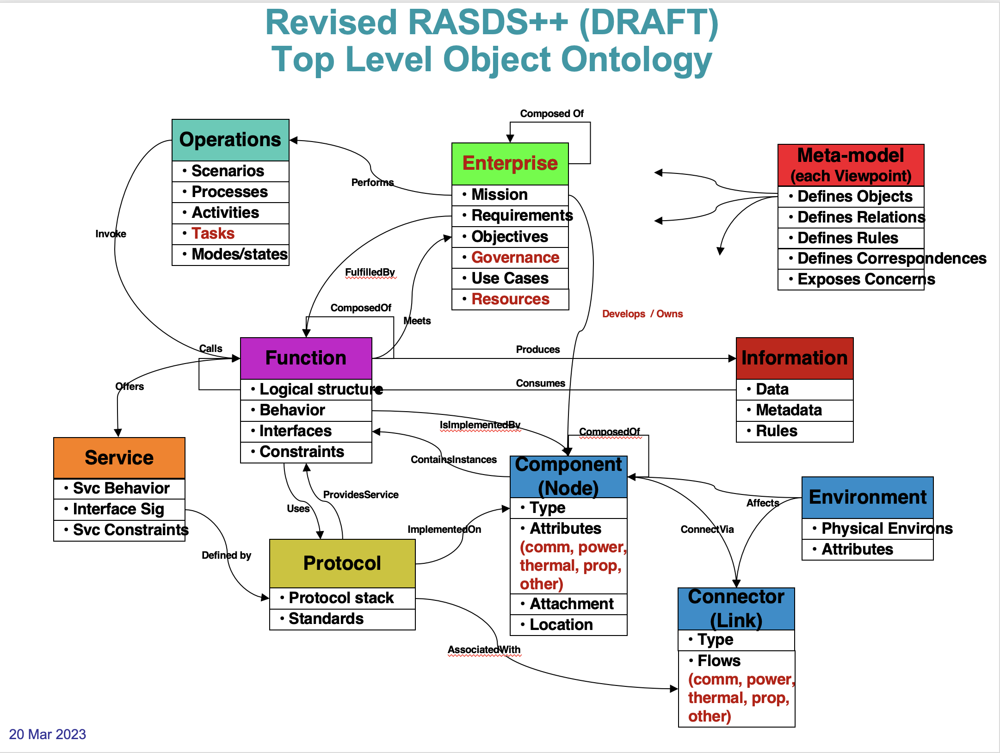 Revised RASDS++ (DRAFT)
Top Level Object Ontology
Composed Of
Operations
• Scenarios
• Processes
• Activities
• Tasks
• Modes/states
Performs
Invoke
Enterprise
• Mission
• Requirements
• Objectives
• Governance
• Use Cases
• Resources
Meta-model
(each Viewpoint)
• Defines Objects
• Defines Relations
• Defines Rules
• Defines Correspondences
• Exposes Concerns
FulfilledBy
ComposedOf
Meets
Develops / Owns
Calls
Function
• Logical structure
• Behavior
• Interfaces
• Constraints
Produces
Consumes
Information
• Data
• Metadata
• Rules
Offers
IsImplementedBy
ComposedOf
ContainsInstances
Service
• Svc Behavior
• Interface Sig
• Svc Constraints
Component
(Node)
• Type
• Attributes
(comm, power,
thermal, prop,
other)
• Attachment
• Location
Environment
• Physical Environs
• Attributes
Affects
ConnectVia
Uses
ProvidesService
ImplementedOn
Defined by
Protocol
• Protocol stack
• Standards
AssociatedWith
Connector
(Link)
• Type
• Flows
(comm, power,
thermal, prop,
other)
20 Mar 2023